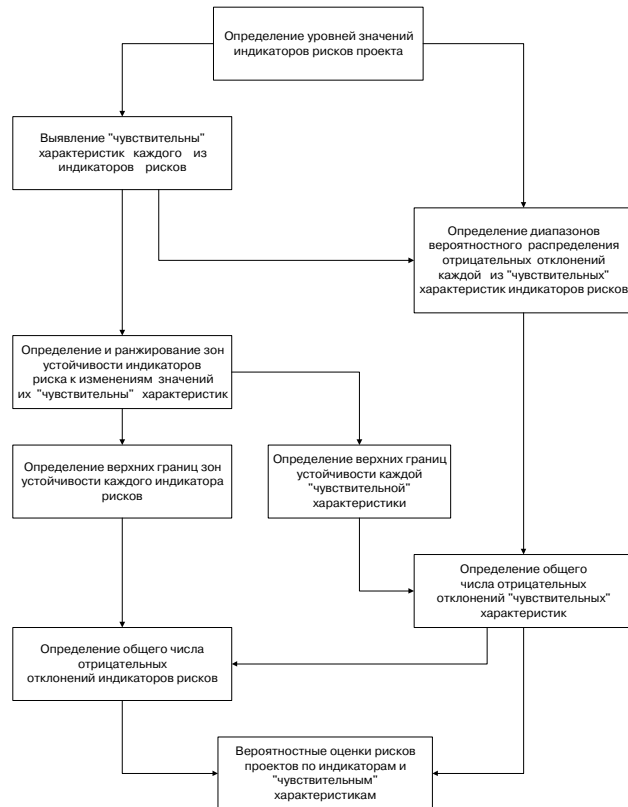 Определение уровней значений
индикаторов рисков проекта
Выявление "чувствительны"
характеристик каждого из
индикаторов рисков
Определение диапазонов
вероятностного распределения
отрицательных отклонений
каждой из "чувствительных"
характеристик индикаторов рисков
Определение и ранжирование зон
устойчивости индикаторов
риска к изменениям значений
их "чувствительны" характеристик
Определение верхних границ зон
устойчивости каждого индикатора
рисков
Определение верхних границ
устойчивости каждой
"чувствительной"
характеристики
Определение общего
числа отрицательных
отклонений "чувствительных"
характеристик
Определение общего числа
отрицательных
отклонений индикаторов рисков
Вероятностные оценки рисков
проектов по индикаторам и
"чувствительным"
характеристикам